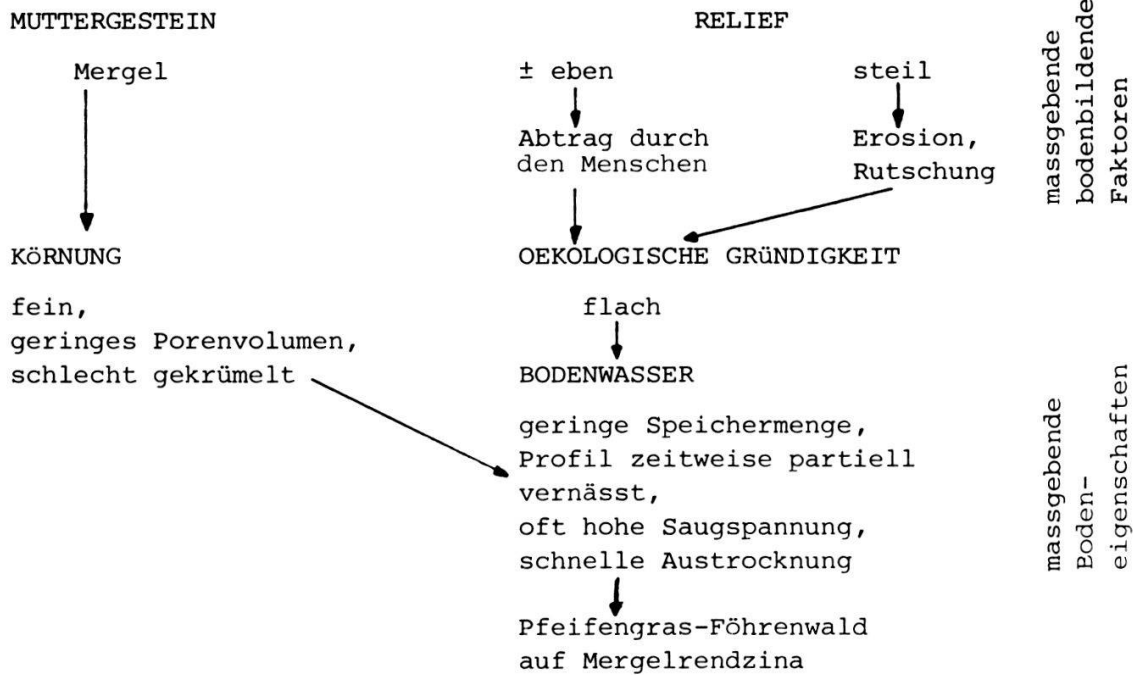 MUTTERGESTEIN
RELIEF
Mergel
± eben
steil
Abtrag durch
den Menschen
Erosion,
Rutschung
massgebende
bodenbildende
Faktoren
KÖRNUNG
OEKOLOGISCHE GRÜNDIGKEIT
fein,
geringes Porenvolumen,
schlecht gekrümelt
flach
BODENWASSER
geringe Speichermenge,
Profil zeitweise partiell
vernässt,
oft hohe Saugspannung,
schnelle Austrocknung
massgebende
Boden-
eigenschaften
Pfeifengras-Föhrenwald
auf Mergelrendzina